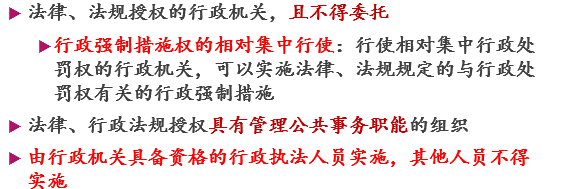 法律、法规授权的行政机关，且不得委托
行政强制措施权的相对集中行使：行使相对集中行政处
罚权的行政机关，可以实施法律、法规规定的与行政处
罚权有关的行政强制措施
法律、行政法规授权具有管理公共事务职能的组织
由行政机关具备资格的行政执法人员实施，其他人员不得
实施